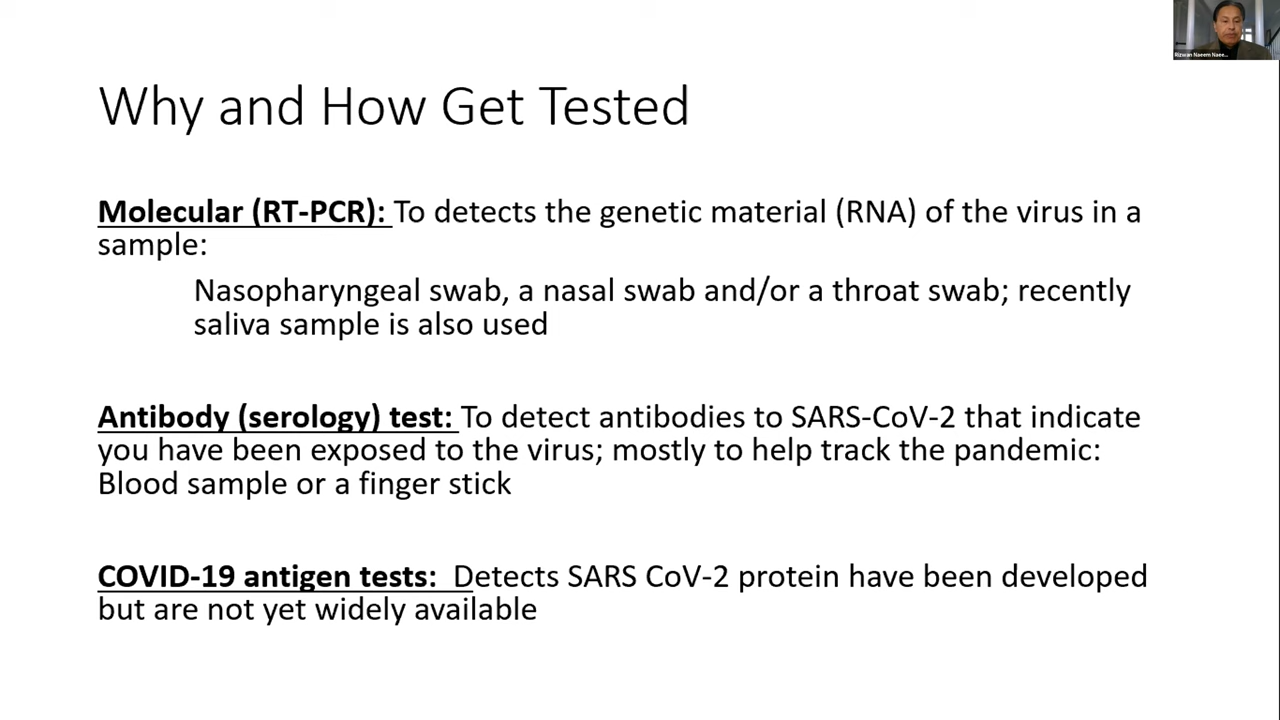 Rizwan Naeem Naee...
Why and How Get Tested
Molecular (RT-PCR): To detects the genetic material (RNA) of the virus in a
sample:
Nasopharyngeal swab, a nasal swab and/or a throat swab; recently
saliva sample is also used
Antibody (serology) test: To detect antibodies to SARS-CoV-2 that indicate
you have been exposed to the virus; mostly to help track the pandemic:
Blood sample or a finger stick
COVID-19 antigen tests:  Detects SARS CoV-2 protein have been developed
but are not yet widely available